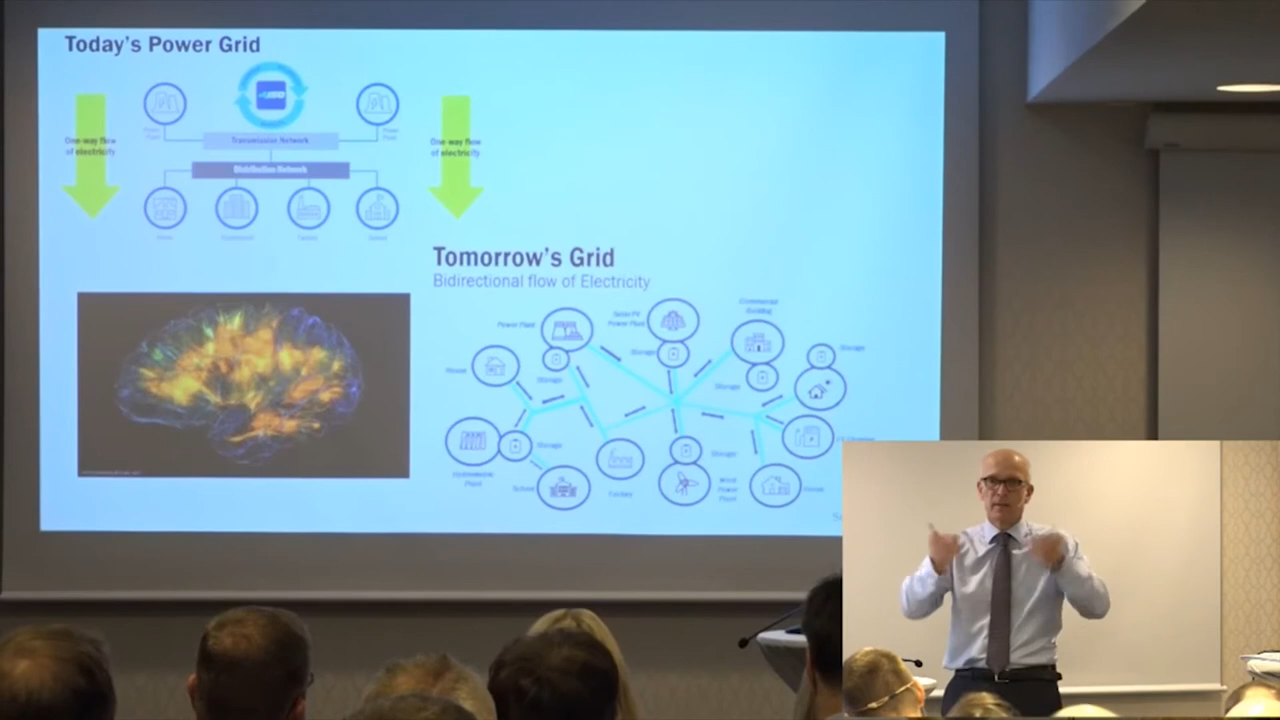 Today's Power Grid
One-way flow
of electricity
Transmission Network
Distribution Network
One-way flow
of electricity
Tomorrow's Grid
Bidirectional flow of Electricity
Power Plant
Solar PV
Power Plant
Commercial
Building
Storage
Storage
House
Storage
Storage
Storage
Storage
Hydroelectric
Plant
School
Factory
Wind
Power
Plant
House